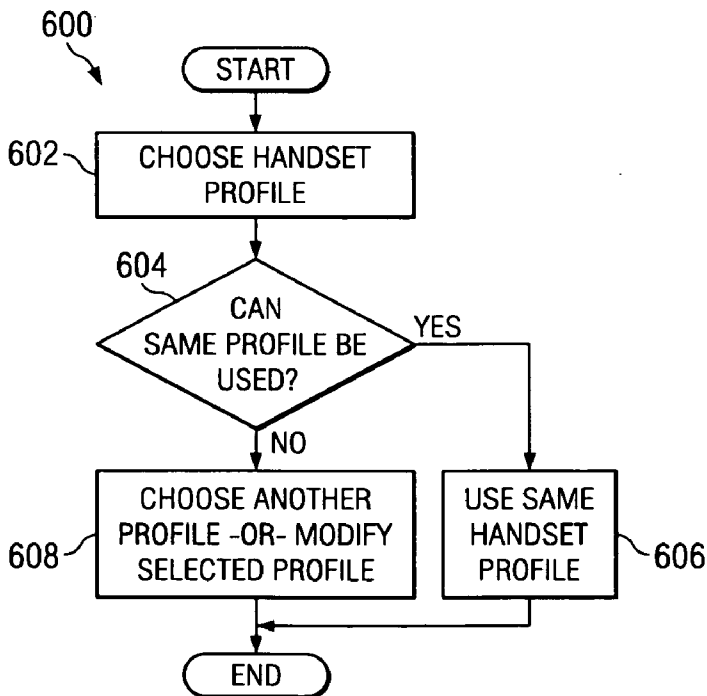 600
START
602
CHOOSE HANDSET
PROFILE
604
CAN
SAME PROFILE BE
USED?
YES
NO
608
CHOOSE ANOTHER
PROFILE -OR- MODIFY
SELECTED PROFILE
USE SAME
HANDSET
PROFILE
606
END